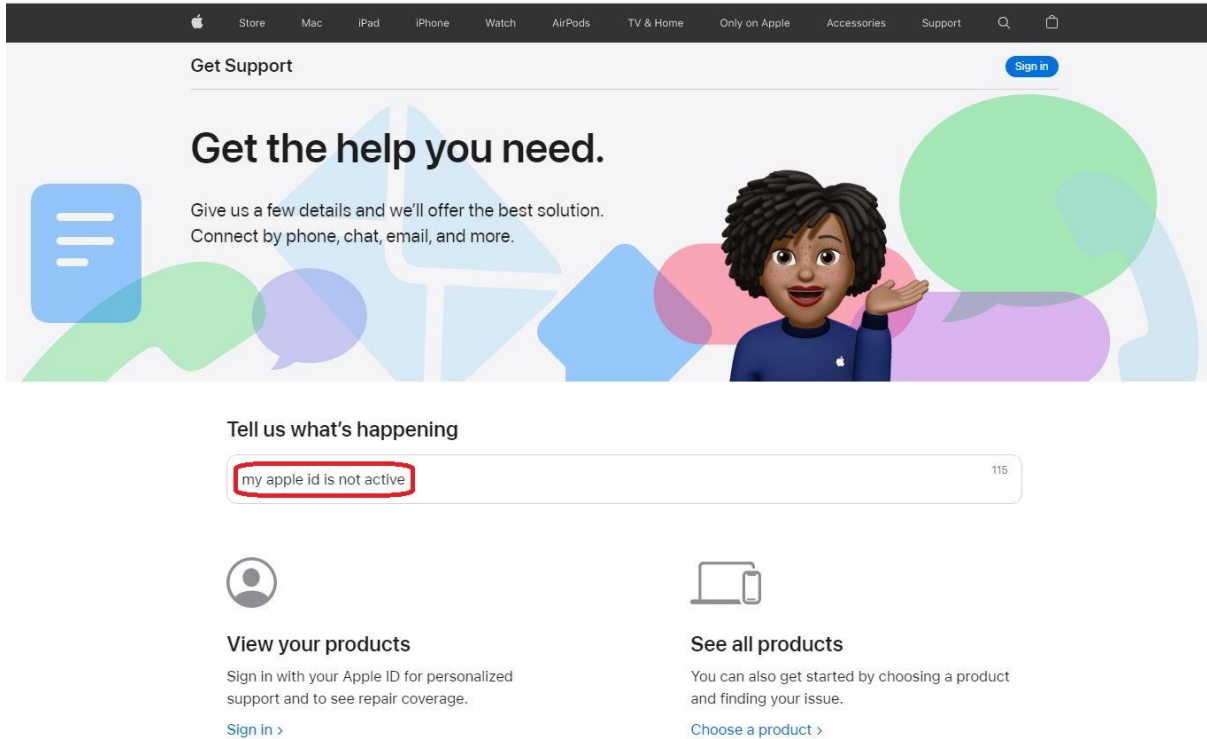 Store Mac iPad iPhone Watch AirPods TV & Home Only on Apple Accessories Support
Get Support
Sign in
Get the help you need.
Give us a few details and we'll offer the best solution.
Connect by phone, chat, email, and more.
Tell us what's happening
my apple id is not active
115
View your products
Sign in with your Apple ID for personalized
support and to see repair coverage.
Sign in >
See all products
You can also get started by choosing a product
and finding your issue.
Choose a product >